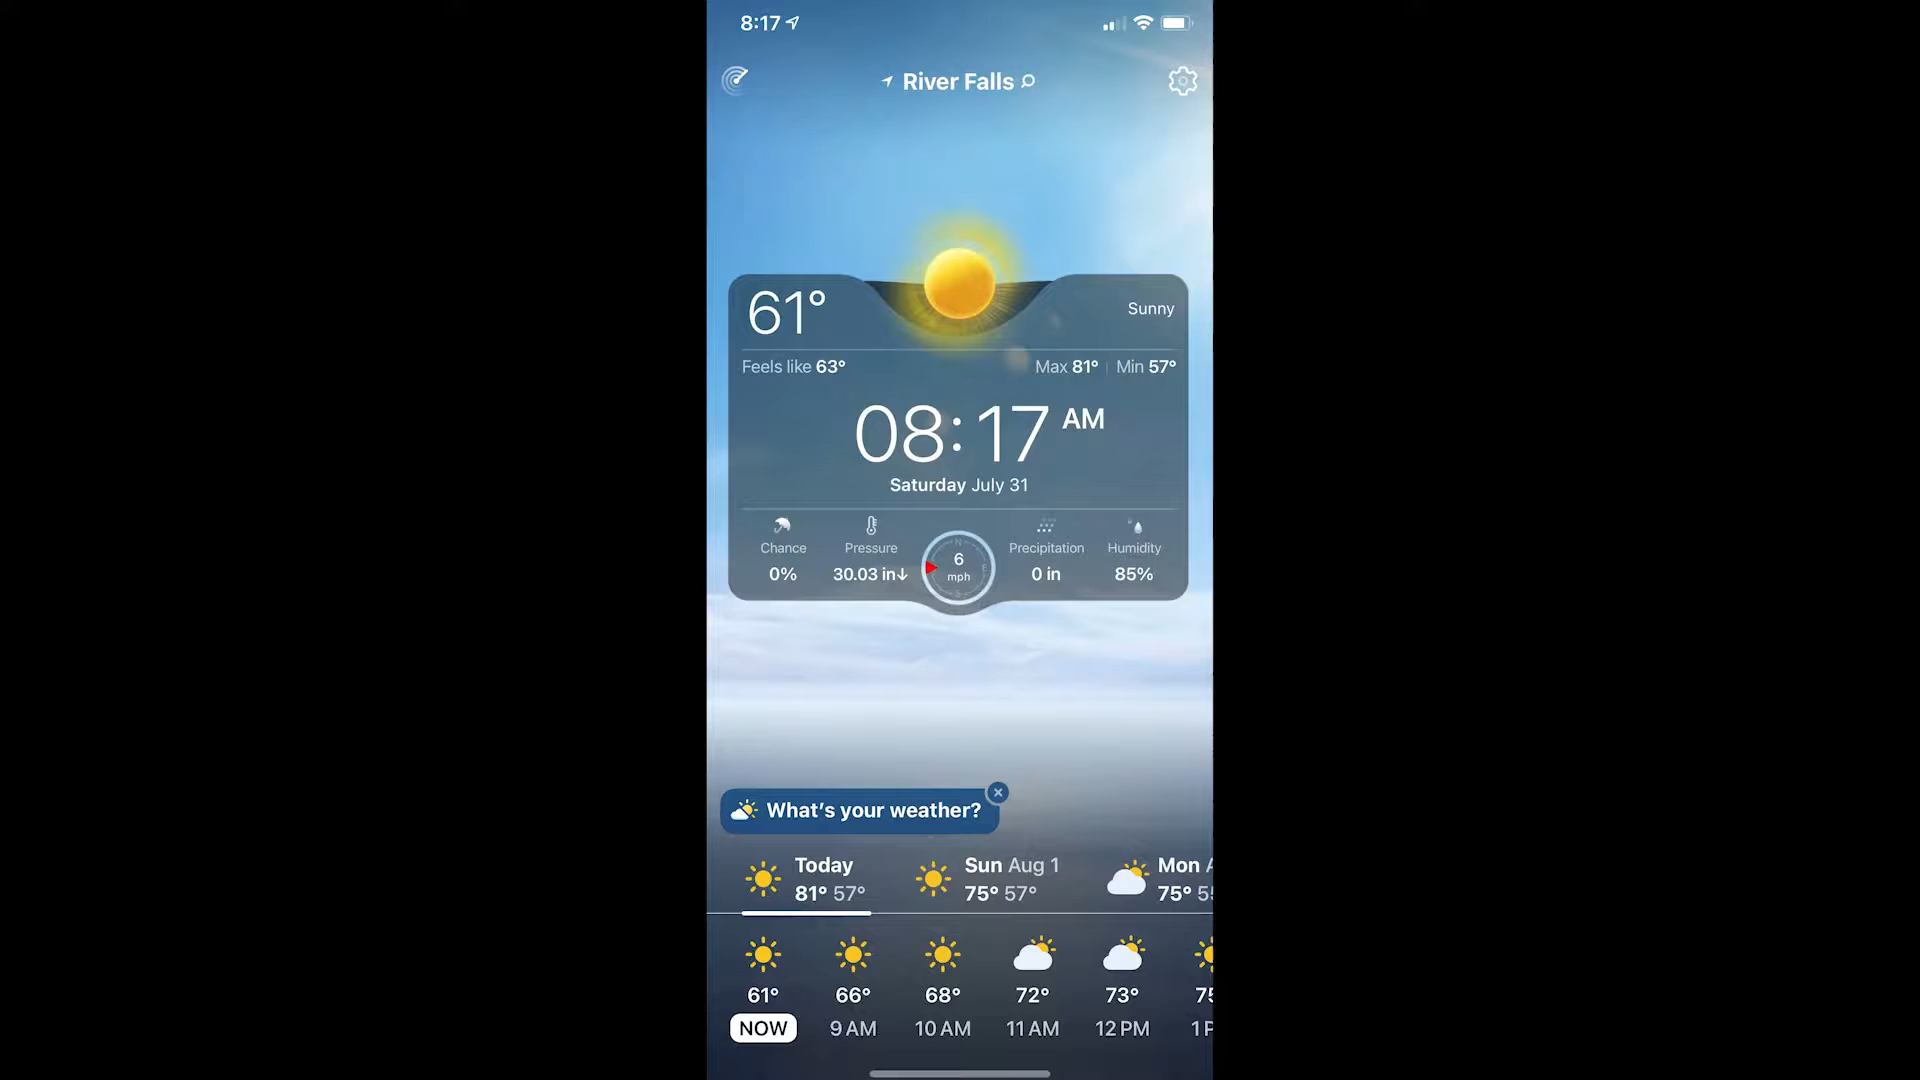 8:17
River Falls
61°
Sunny
Feels like 63°
Max 81° | Min 57°
08:17 AM
Saturday July 31
Chance
Pressure
Precipitation
Humidity
0%
30.03 in↓
N
E
S
6
mph
0 in
85%
What's your weather?
Today
81° 57°
Sun Aug 1
75° 57°
Mon A
75° 5
61°
66°
68°
72°
73°
75
NOW
9 AM
10 AM
11 AM
12 PM
1 P